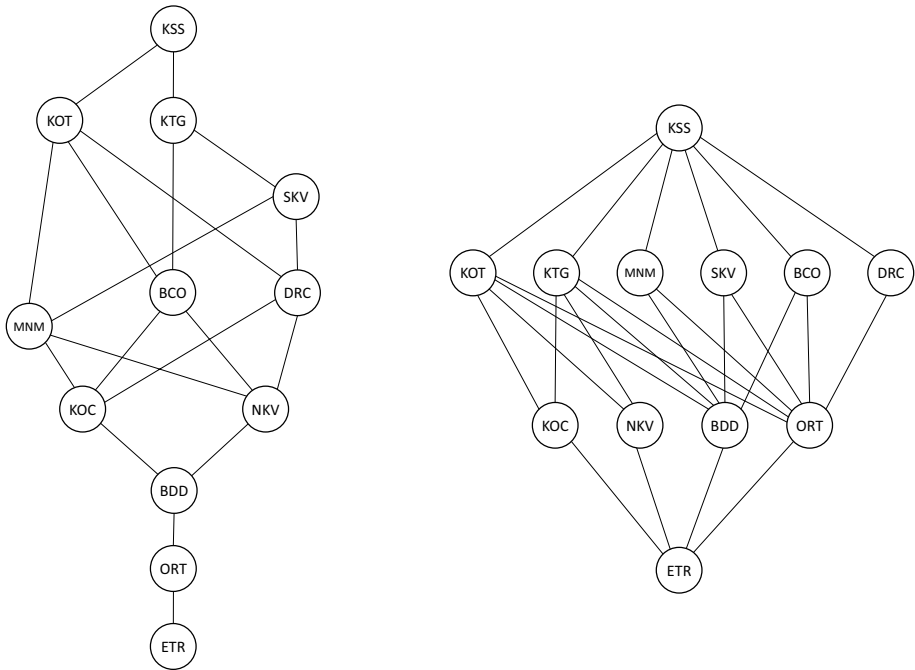 KSS
KOT
KTG
SKV
BCO
DRC
MNM
KOC
NKV
BDD
ORT
ETR
KSS
KOT
KTG
MNM
SKV
BCO
DRC
KOC
NKV
BDD
ORT
ETR